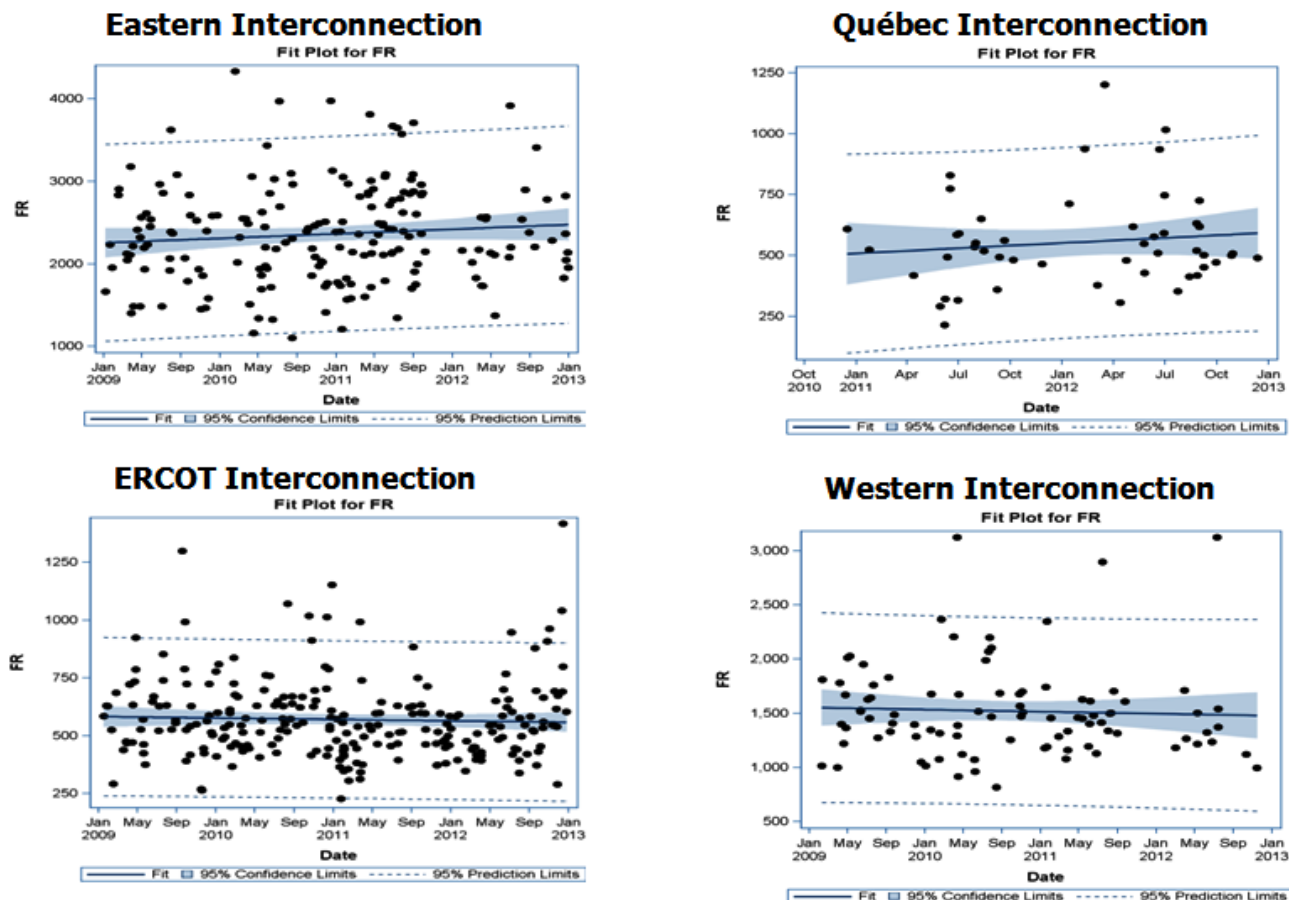 Eastern Interconnection
Fit Plot for FR
4000
3000
2000
1000
FR
Jan May Sep Jan May Sep Jan May Sep Jan May Sep Jan
2009 2010 2011 2012 2013
Date
Fit 95% Confidence Limits 95% Prediction Limits
Québec Interconnection
Fit Plot for FR
1250
1000
750
500
250
FR
Oct Jan Apr Jul Oct Jan Apr Jul Oct Jan
2010 2011 2012 2013
Date
Fit 95% Confidence Limits 95% Prediction Limits
ERCOT Interconnection
Fit Plot for FR
1250
1000
750
500
250
FR
Jan May Sep Jan May Sep Jan May Sep Jan May Sep Jan
2009 2010 2011 2012 2013
Date
Fit 95% Confidence Limits 95% Prediction Limits
Western Interconnection
Fit Plot for FR
3,000
2,500
2,000
1,500
1,000
500
FR
Jan May Sep Jan May Sep Jan May Sep Jan May Sep Jan
2009 2010 2011 2012 2013
Date
Fit 95% Confidence Limits 95% Prediction Limits